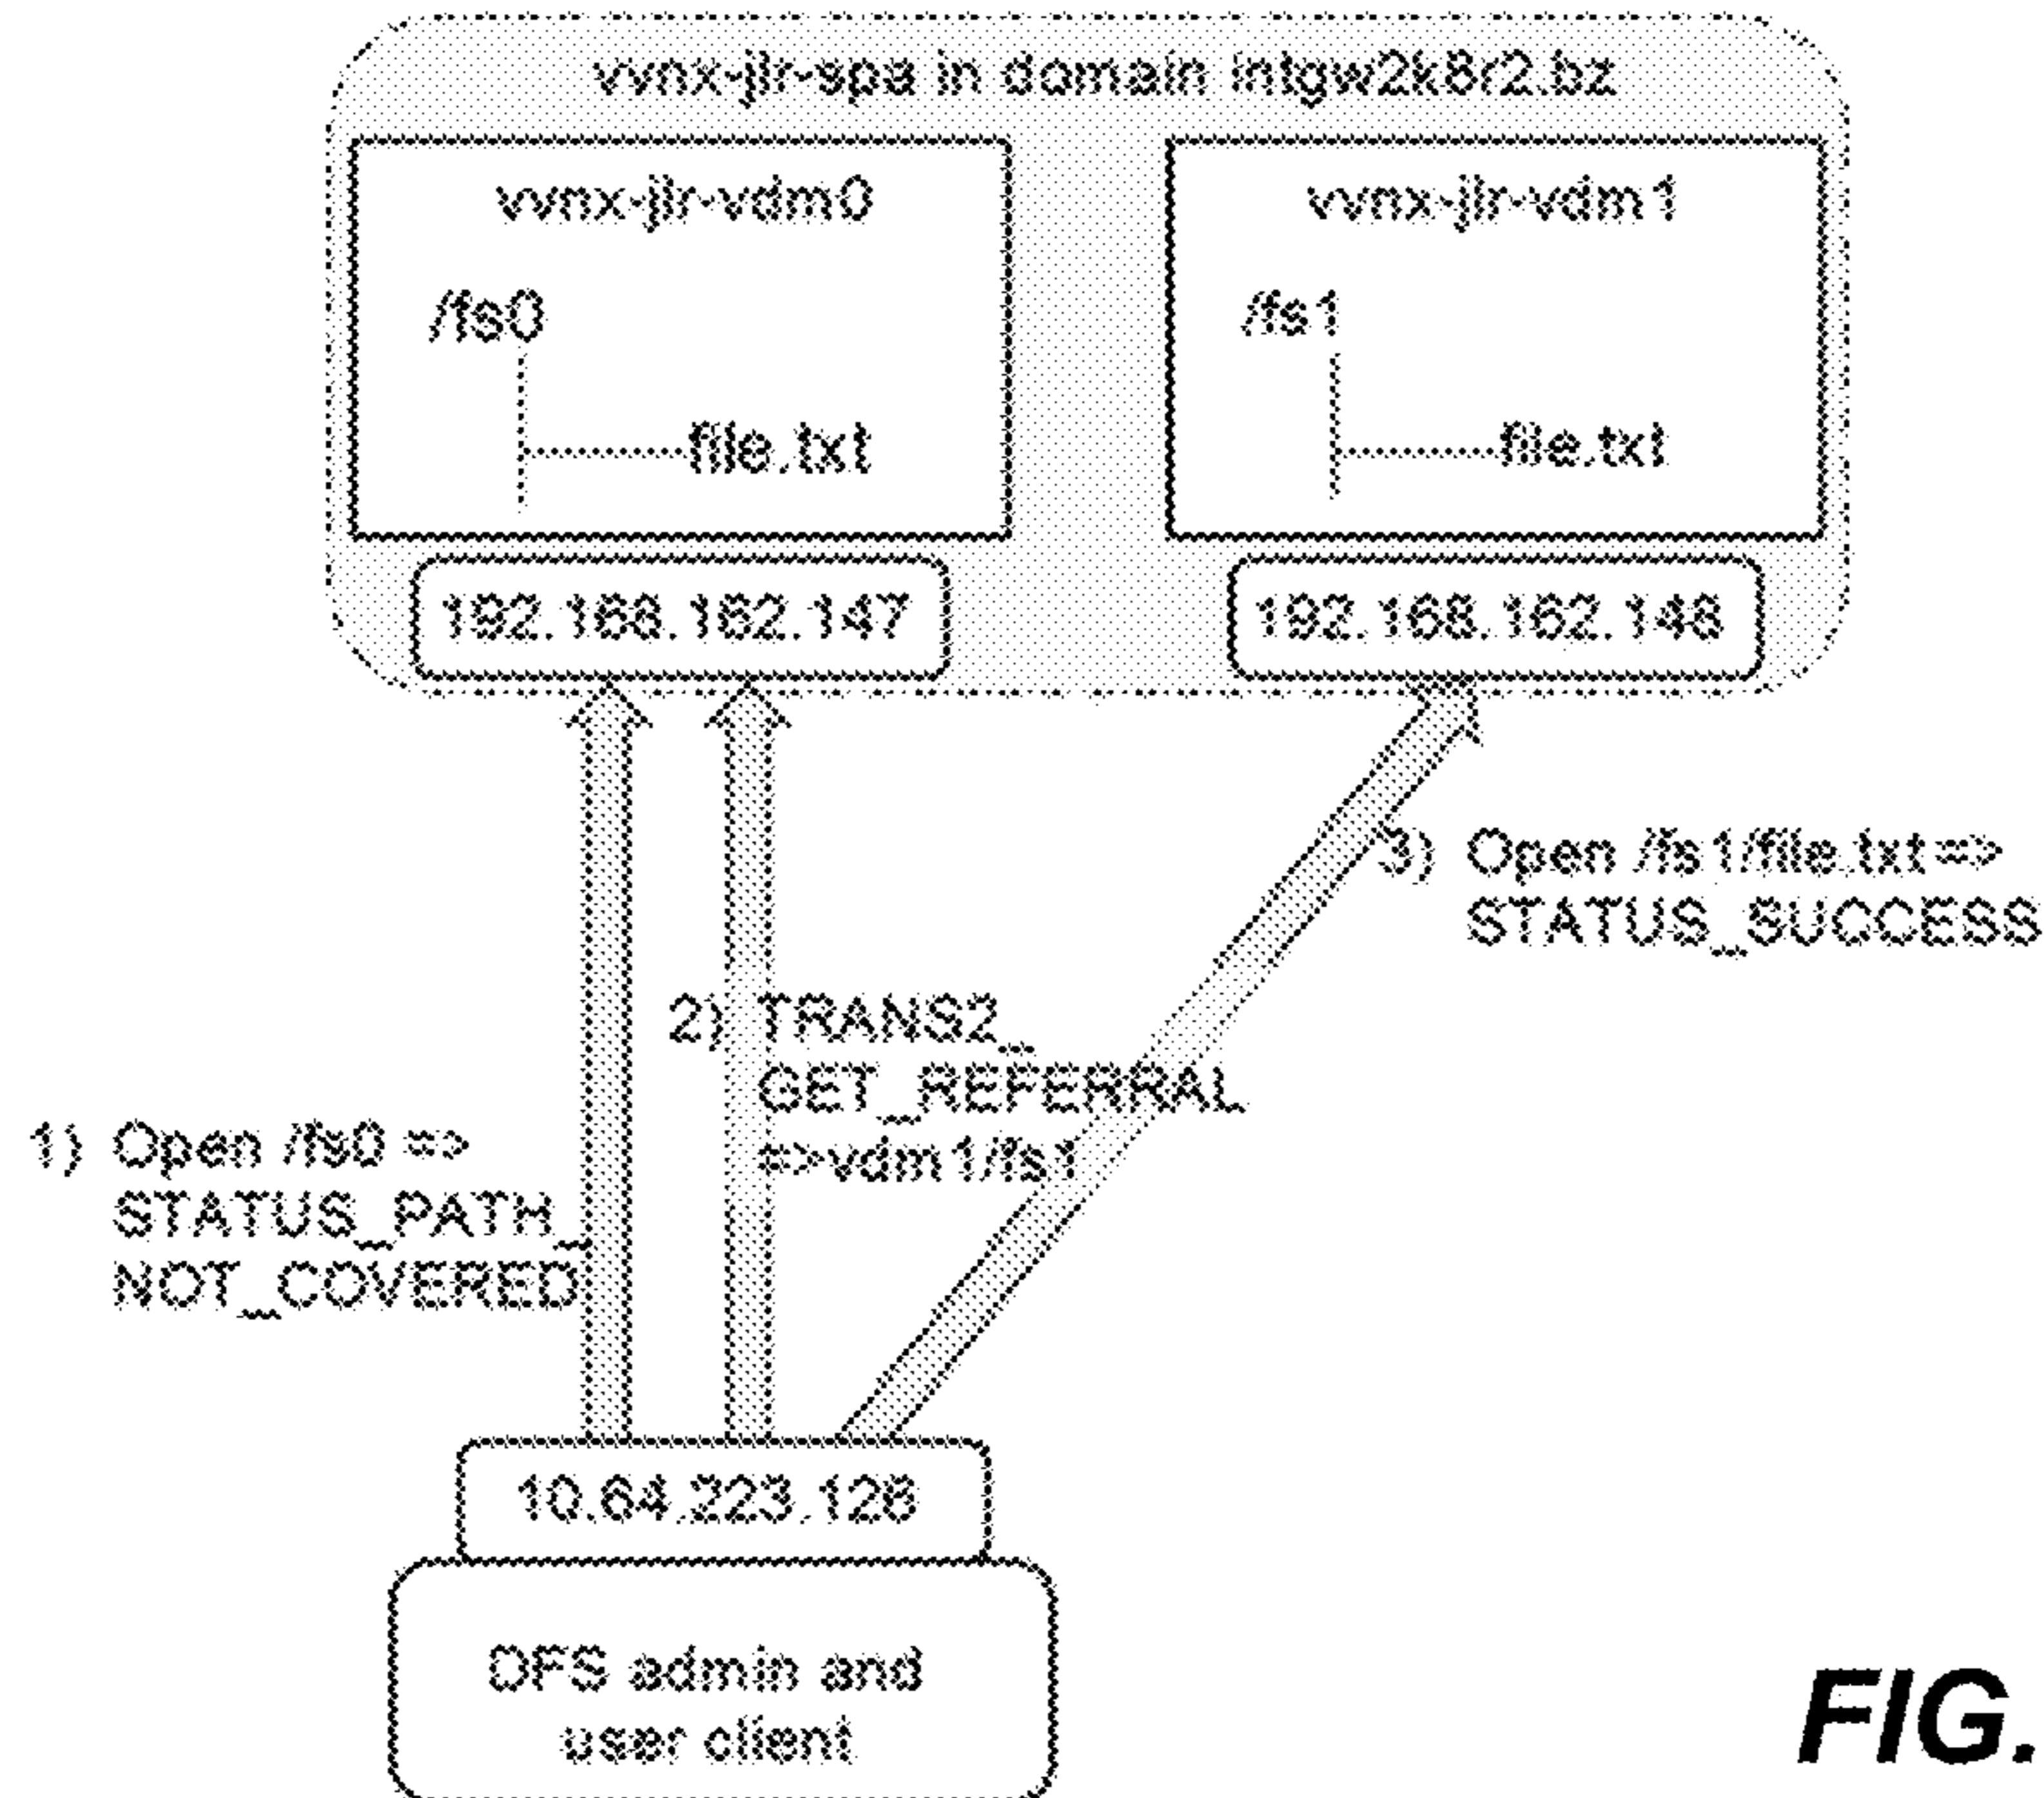 vvnx-jlr-spa in domain intgw2k8r2.bz
vvnx-jlr-vdm0
/fs0
file.txt
192.168.162.147
vvnx-jlr-vdm1
/fs1
file.txt
192.168.162.148
3) Open /fs1/file.txt =>
STATUS_SUCCESS
2) TRANS2_
GET_REFERRAL
=>vdm1/fs1
1) Open /fs0 =>
STATUS_PATH_
NOT_COVERED
10.64.223.126
DFS admin and
user client
FIG.